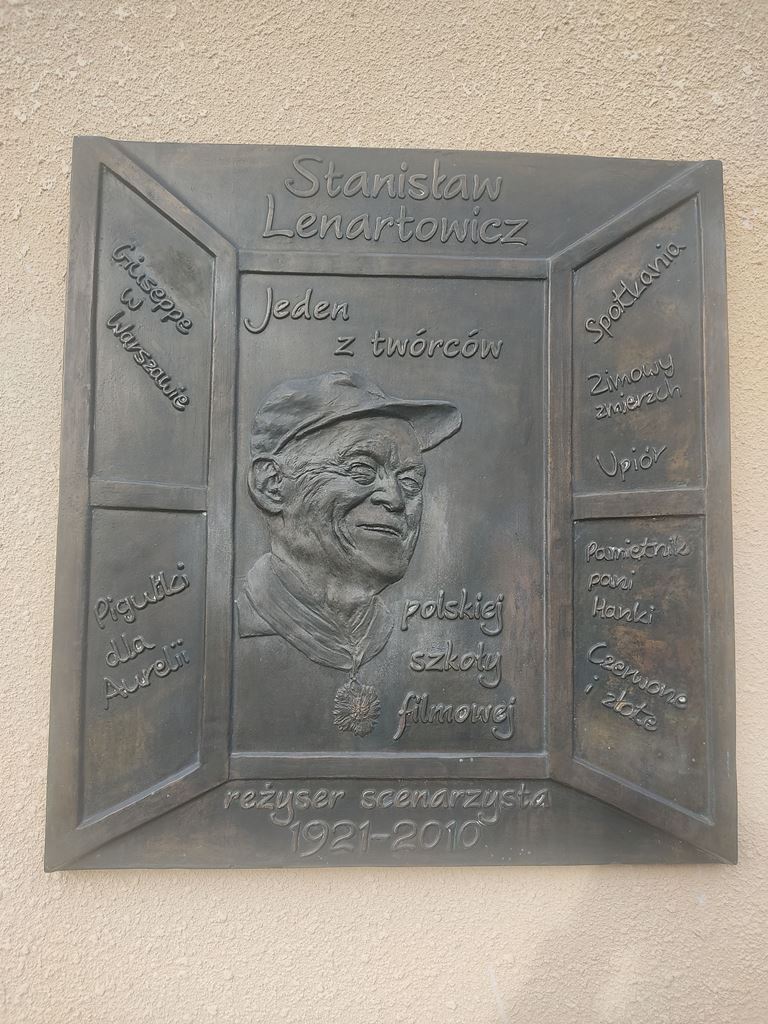 Stanisław
Lenartowicz
Jeden
z twórców
polskiej
szkoły
filmowej
reżyser scenarzysta
1921-2010
Giuseppe
w
Warszawie
Pigułki
dla
Aurelii
Spotkania
Zimowy
zmierzch
Upiór
Pamiętnik
pani
Hanki
Czerwone
i złote